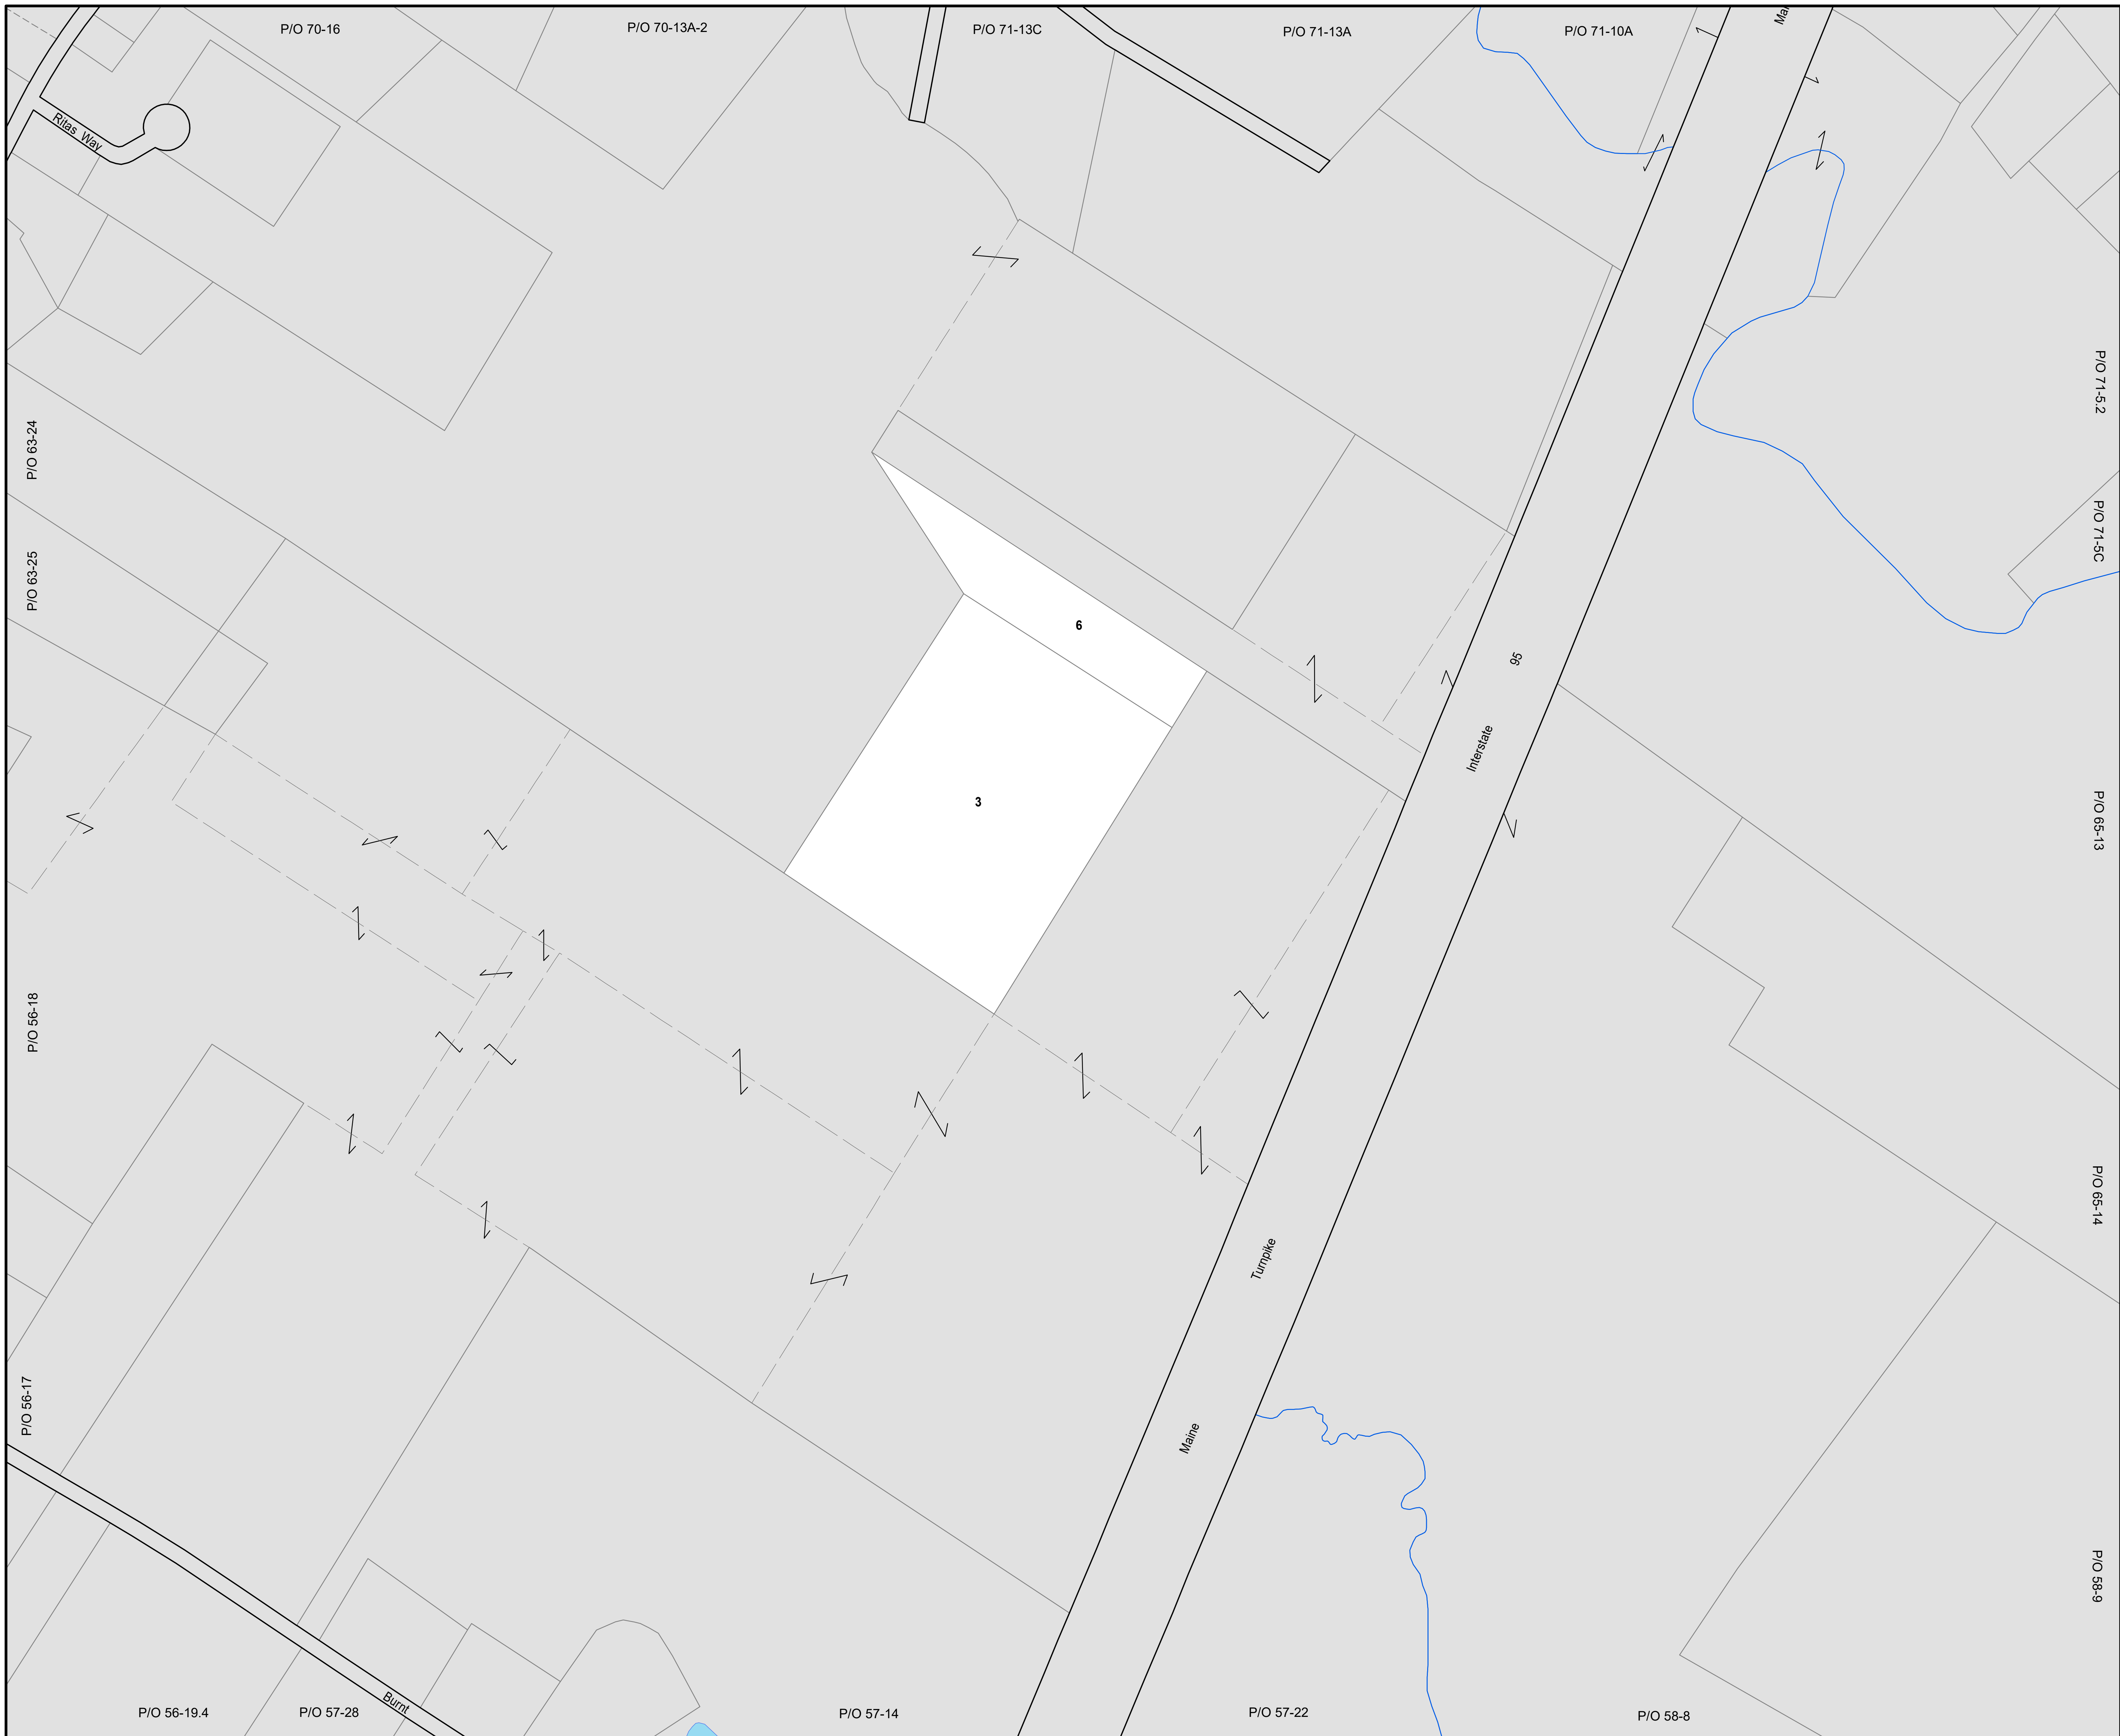 P/O 70-16
P/O 70-13A-2
P/O 71-13C
P/O 71-13A
P/O 71-10A
Ritas Way
P/O 71-5.2
P/O 63-24
P/O 71-5C
P/O 63-25
6
95
Interstate
3
P/O 65-13
P/O 56-18
P/O 65-14
Turnpike
P/O 56-17
Maine
P/O 58-9
Burnt
P/O 56-19.4
P/O 57-28
P/O 57-14
P/O 57-22
P/O 58-8